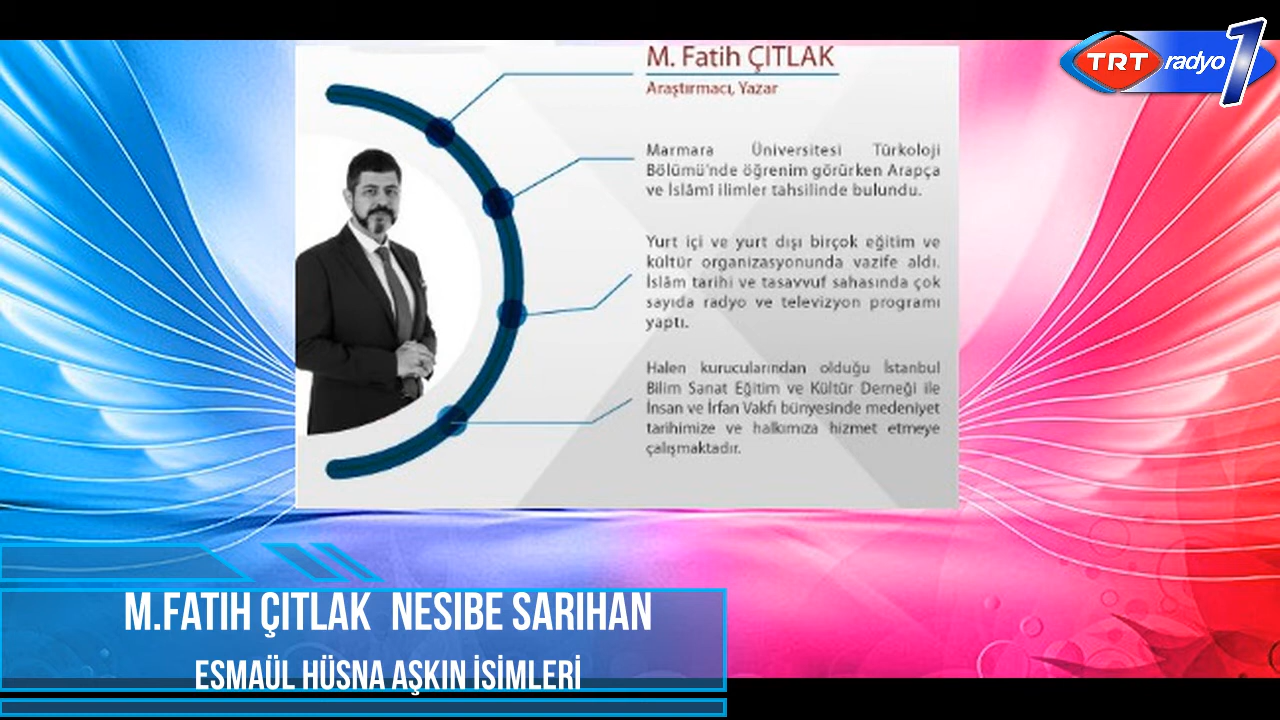 M. Fatih ÇITLAK
Araştırmacı, Yazar
Marmara Üniversitesi Türkoloji
Bölümü'nde öğrenim görürken Arapça
ve İslâmî ilimler tahsilinde bulundu.
Yurt içi ve yurt dışı birçok eğitim ve
kültür organizasyonunda vazife aldı.
İslâm tarihi ve tasavvuf sahasında çok
sayıda radyo ve televizyon programı
yaptı.
Halen kurucularından olduğu İstanbul
Bilim Sanat Eğitim ve Kültür Derneği ile
İnsan ve İrfan Vakfı bünyesinde medeniyet
tarihimize ve halkımıza hizmet etmeye
çalışmaktadır.
TRT radyo 1
M.FATIH ÇITLAK NESIBE SARIHAN
ESMAÜL HÜSNA AŞKIN İSİMLERİ